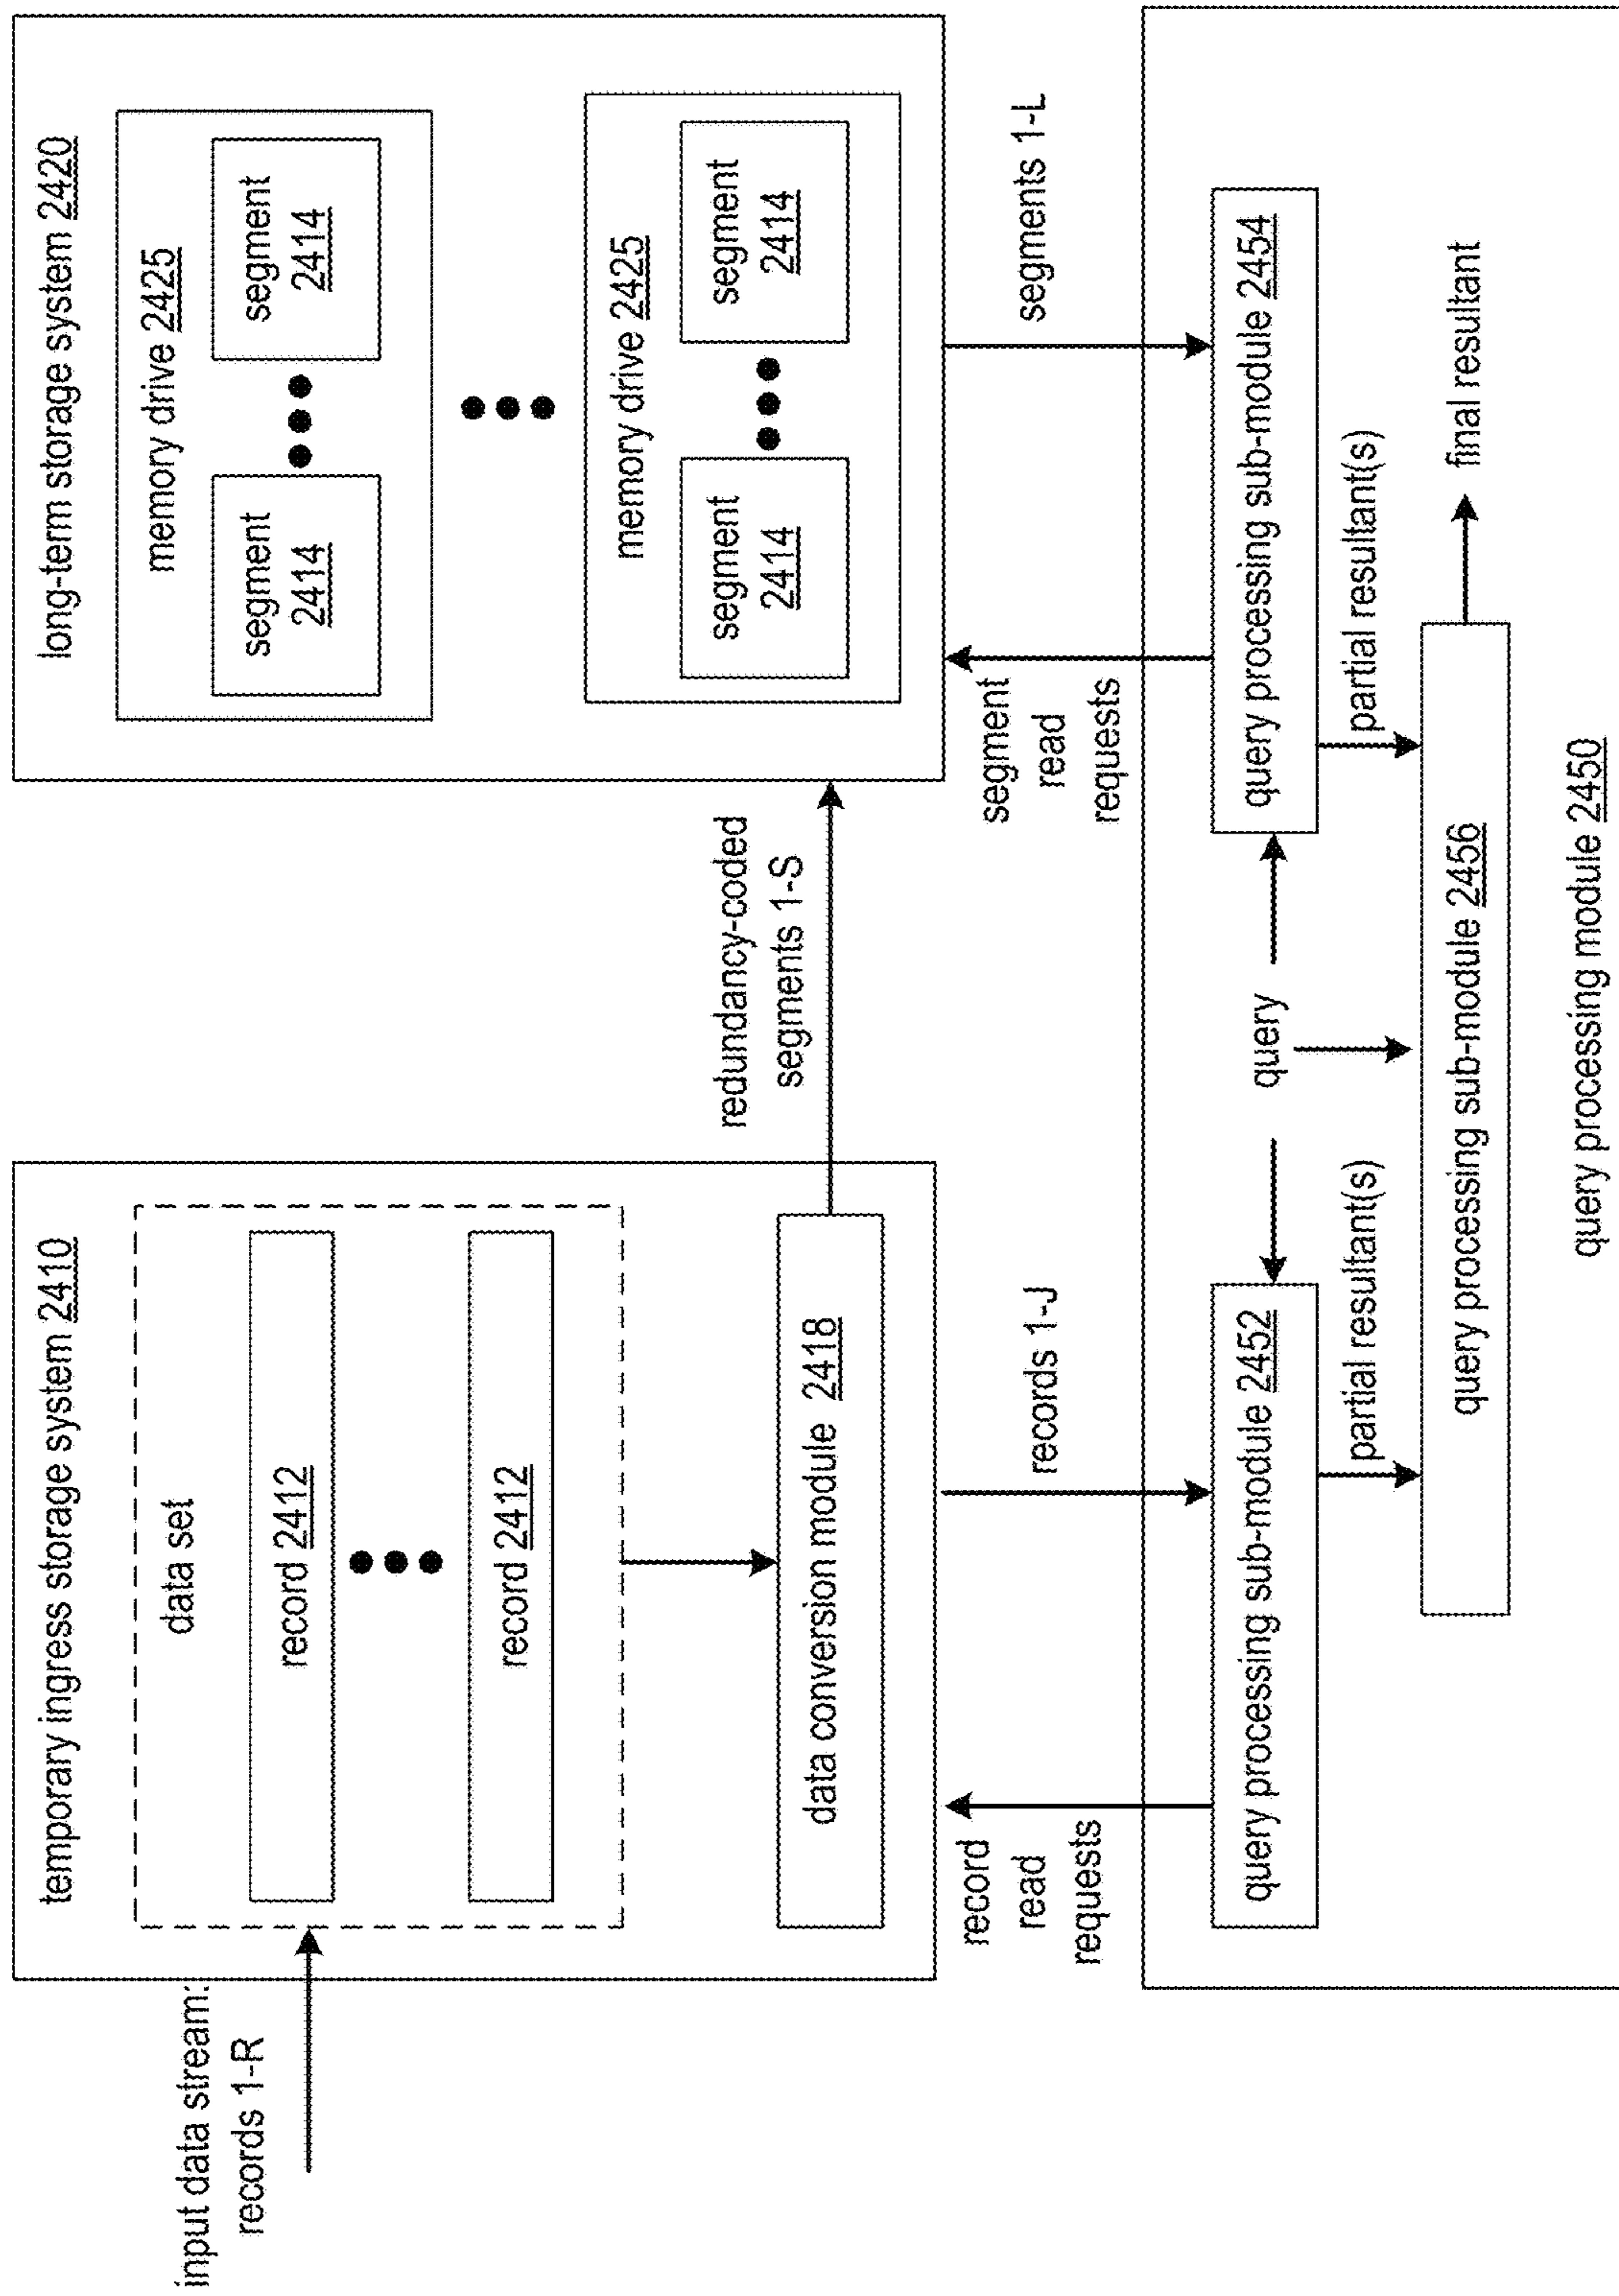 input data stream:
records 1-R
temporary ingress storage system 2410
data set
record 2412
record 2412
data conversion module 2418
redundancy-coded
segments 1-S
long-term storage system 2420
memory drive 2425
segment
2414
segment
2414
memory drive 2425
segment
2414
segment
2414
record
read
requests
records 1-J
segment
read
requests
segments 1-L
query processing sub-module 2452
query
query processing sub-module 2454
partial resultant(s)
partial resultant(s)
query processing sub-module 2456
final resultant
query processing module 2450